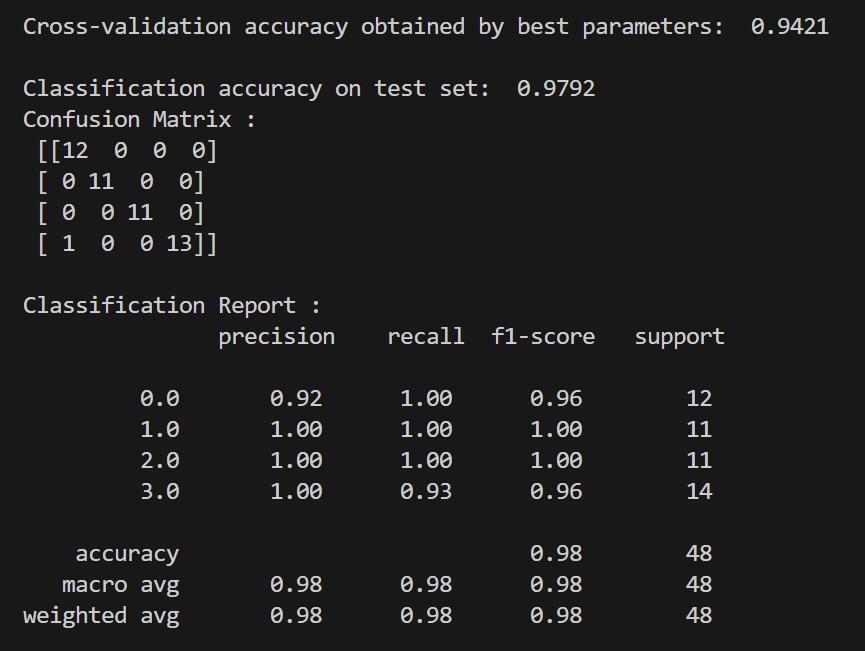 Cross-validation accuracy obtained by best parameters:  0.9421
Classification accuracy on test set:  0.9792
Confusion Matrix :
 [[12  0  0  0]
 [ 0 11  0  0]
 [ 0  0 11  0]
 [ 1  0  0 13]]
Classification Report :
               precision    recall  f1-score   support
         0.0       0.92      1.00      0.96        12
         1.0       1.00      1.00      1.00        11
         2.0       1.00      1.00      1.00        11
         3.0       1.00      0.93      0.96        14
    accuracy                           0.98        48
   macro avg       0.98      0.98      0.98        48
weighted avg       0.98      0.98      0.98        48